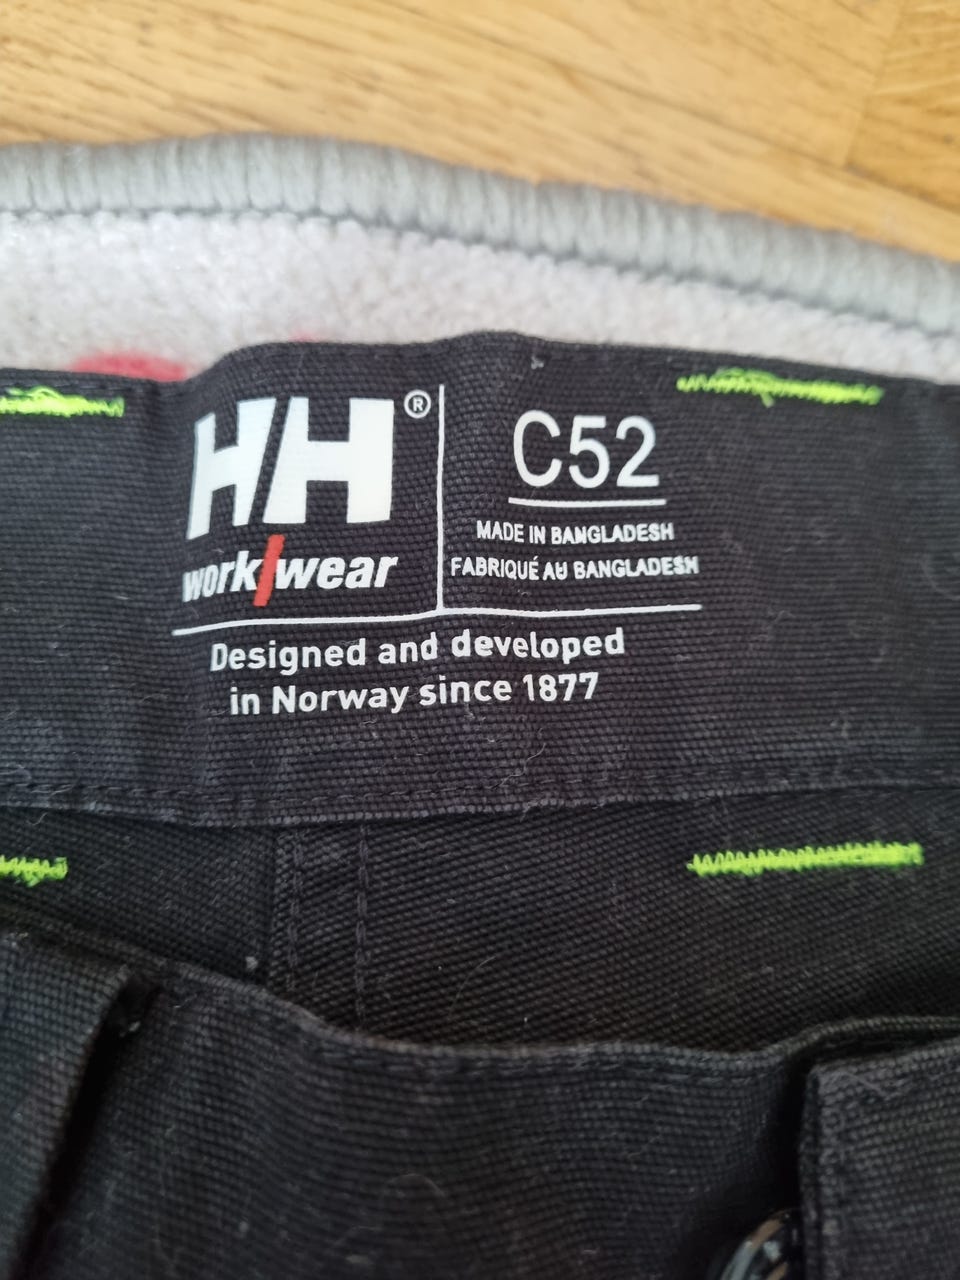 HH®
work/wear
C52
MADE IN BANGLADESH
FABRIQUÉ AU BANGLADESH
Designed and developed
in Norway since 1877